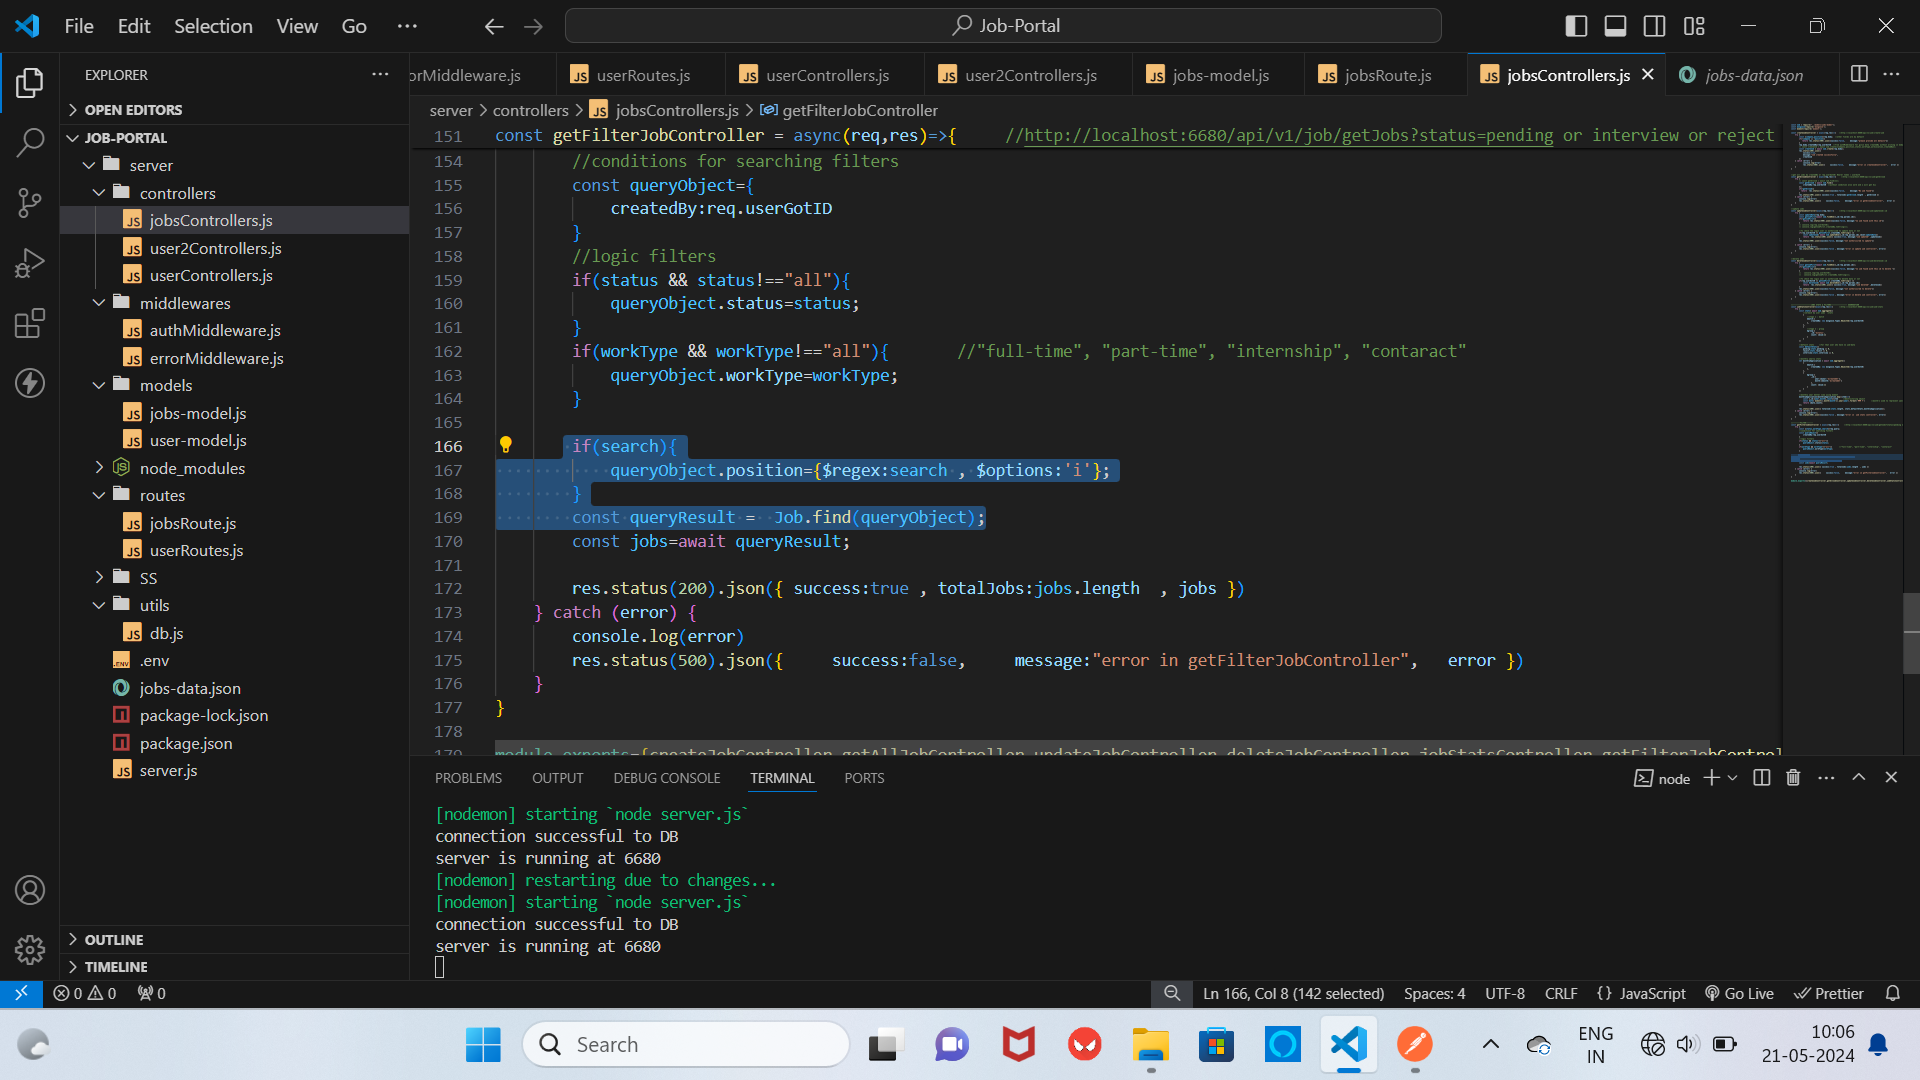 File Edit Selection View Go ··· Job-Portal
EXPLORER ···
OPEN EDITORS
JOB-PORTAL
server
controllers
jobsControllers.js
user2Controllers.js
userControllers.js
middlewares
authMiddleware.js
errorMiddleware.js
models
jobs-model.js
user-model.js
node_modules
routes
jobsRoute.js
userRoutes.js
SS
utils
db.js
.env
jobs-data.json
package-lock.json
package.json
server.js
OUTLINE
TIMELINE
orMiddleware.js userRoutes.js userControllers.js user2Controllers.js jobs-model.js jobsRoute.js jobsControllers.js jobs-data.json
server > controllers > jobsControllers.js > getFilterJobController
151 const getFilterJobController = async(req,res)=>{ //http://localhost:6680/api/v1/job/getJobs?status=pending or interview or reject
154 //conditions for searching filters
155 const queryObject={
156 createdBy:req.userGotID
157 }
158 //logic filters
159 if(status && status!=="all"){
160 queryObject.status=status;
161 }
162 if(workType && workType!=="all"){ //"full-time", "part-time", "internship", "contaract"
163 queryObject.workType=workType;
164 }
165
166 if(search){
167 queryObject.position={$regex:search , $options:'i'};
168 }
169 const queryResult = Job.find(queryObject);
170 const jobs=await queryResult;
171
172 res.status(200).json({ success:true , totalJobs:jobs.length , jobs })
173 } catch (error) {
174 console.log(error)
175 res.status(500).json({ success:false, message:"error in getFilterJobController", error })
176 }
177 }
178
179 module.exports={createJobController,getAllJobController,updateJobController,deleteJobController,jobStatsController,getFilterJobControl
PROBLEMS OUTPUT DEBUG CONSOLE TERMINAL PORTS node
[nodemon] starting `node server.js`
connection successful to DB
server is running at 6680
[nodemon] restarting due to changes...
[nodemon] starting `node server.js`
connection successful to DB
server is running at 6680
0 0 0 Ln 166, Col 8 (142 selected) Spaces: 4 UTF-8 CRLF {} JavaScript Go Live Prettier
Search
ENG
IN
10:06
21-05-2024